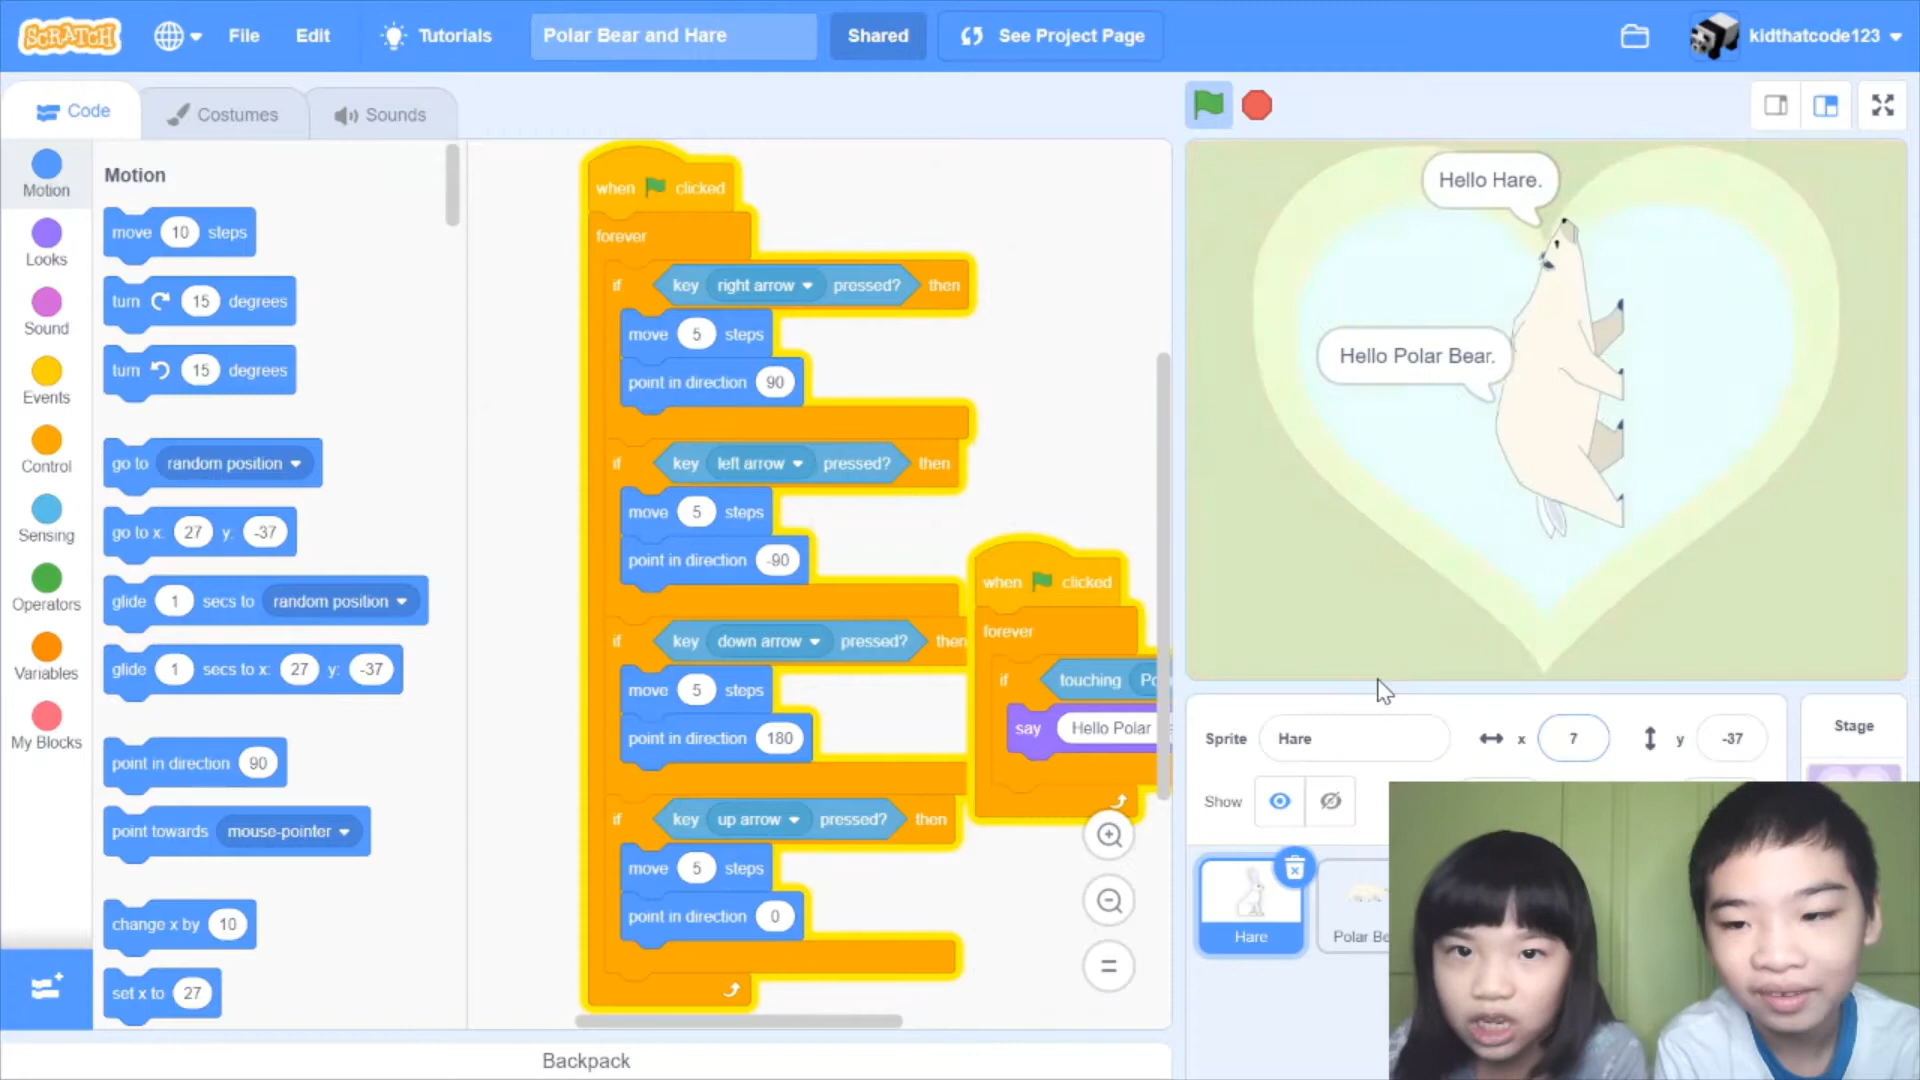 SCRATCH
File
Edit
Tutorials
Polar Bear and Hare
Shared
See Project Page
kidthatcode123
Code
Costumes
Sounds
Motion
Looks
Sound
Events
Control
Sensing
Operators
Variables
My Blocks
Motion
move 10 steps
turn 15 degrees
turn 15 degrees
go to random position
go to x: 27 y: -37
glide 1 secs to random position
glide 1 secs to x: 27 y: -37
point in direction 90
point towards mouse-pointer
change x by 10
set x to 27
when clicked
forever
if key right arrow pressed? then
move 5 steps
point in direction 90
if key left arrow pressed? then
move 5 steps
point in direction -90
if key down arrow pressed? then
move 5 steps
point in direction 180
if key up arrow pressed? then
move 5 steps
point in direction 0
when clicked
forever
if touching
say Hello Polar
Hello Hare.
Hello Polar Bear.
Sprite Hare x 7 y -37
Show
Hare
Polar Be
Stage
Backpack